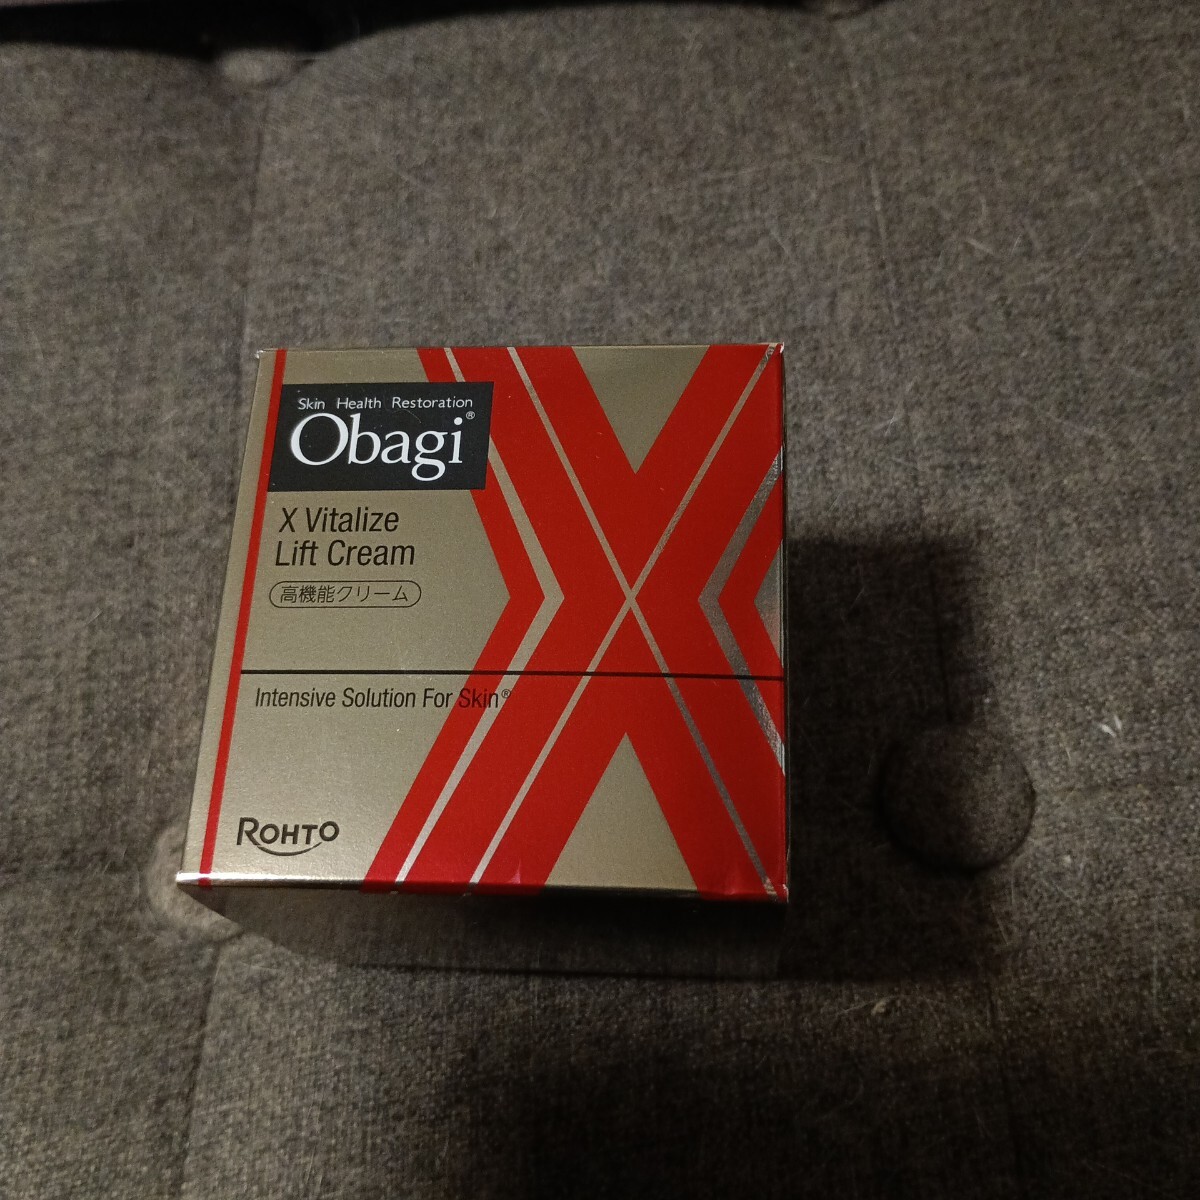 Skin Health Restoration
Obagi®
X Vitalize
Lift Cream
高機能クリーム
Intensive Solution For Skin®
ROHTO